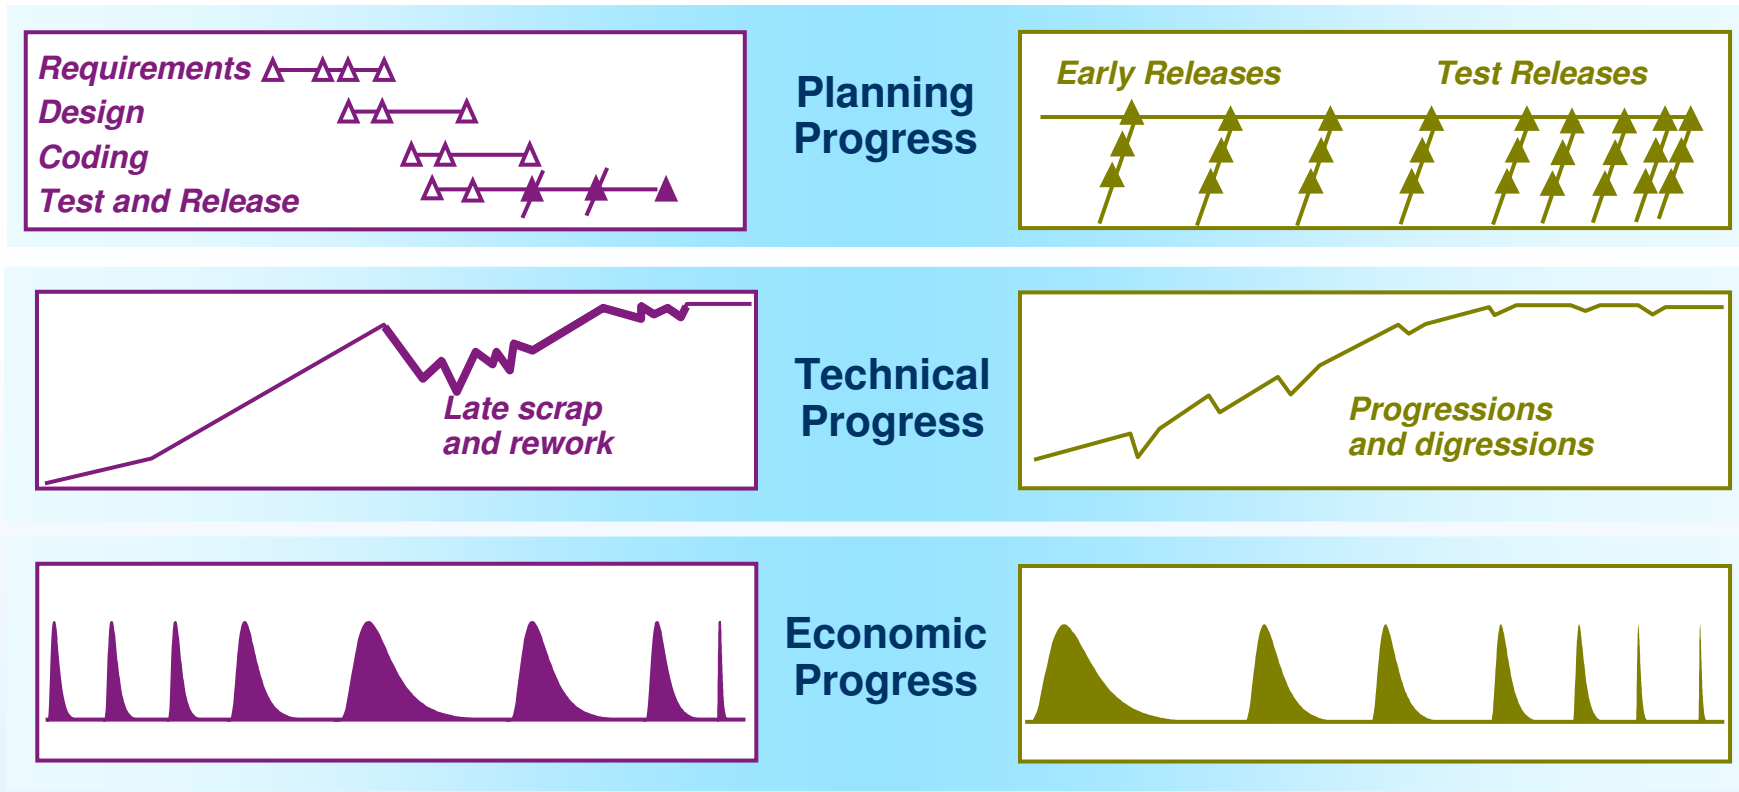 Requirements
Design
Coding
Test and Release
Planning
Progress
Early Releases
Test Releases
Late scrap
and rework
Technical
Progress
Progressions
and digressions
Economic
Progress